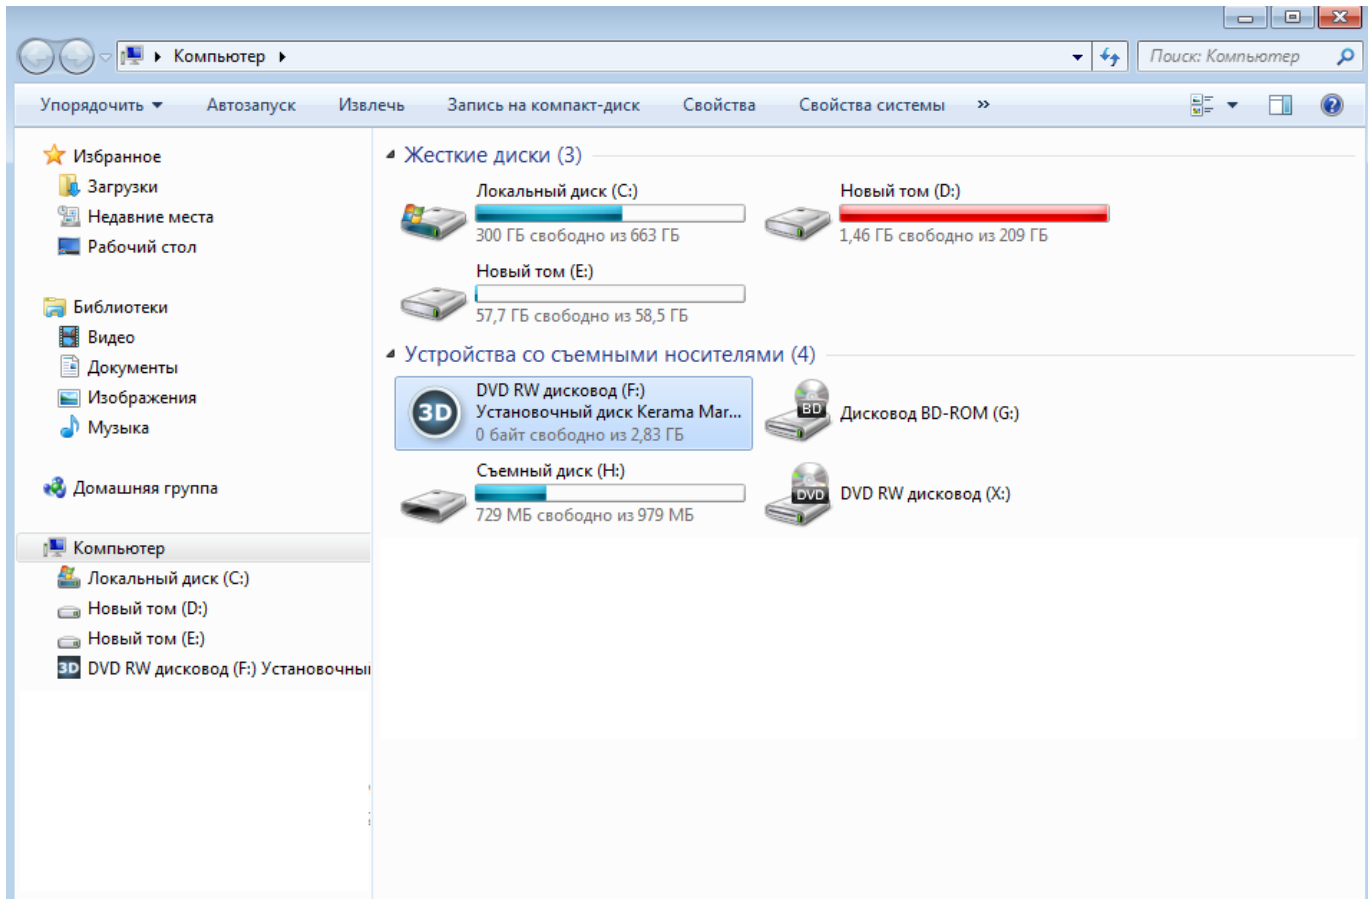 Компьютер
Поиск: Компьютер
Упорядочить Автозапуск Извлечь Запись на компакт-диск Свойства Свойства системы »
Избранное
Загрузки
Недавние места
Рабочий стол
Библиотеки
Видео
Документы
Изображения
Музыка
Домашняя группа
Компьютер
Локальный диск (C:)
Новый том (D:)
Новый том (E:)
3D DVD RW дисковод (F:) Установочны
Жесткие диски (3)
Локальный диск (C:)
300 ГБ свободно из 663 ГБ
Новый том (D:)
1,46 ГБ свободно из 209 ГБ
Новый том (E:)
57,7 ГБ свободно из 58,5 ГБ
Устройства со съемными носителями (4)
3D
DVD RW дисковод (F:)
Установочный диск Kerama Mar...
0 байт свободно из 2,83 ГБ
BD
Дисковод BD-ROM (G:)
Съемный диск (H:)
729 МБ свободно из 979 МБ
DVD
DVD RW дисковод (X:)